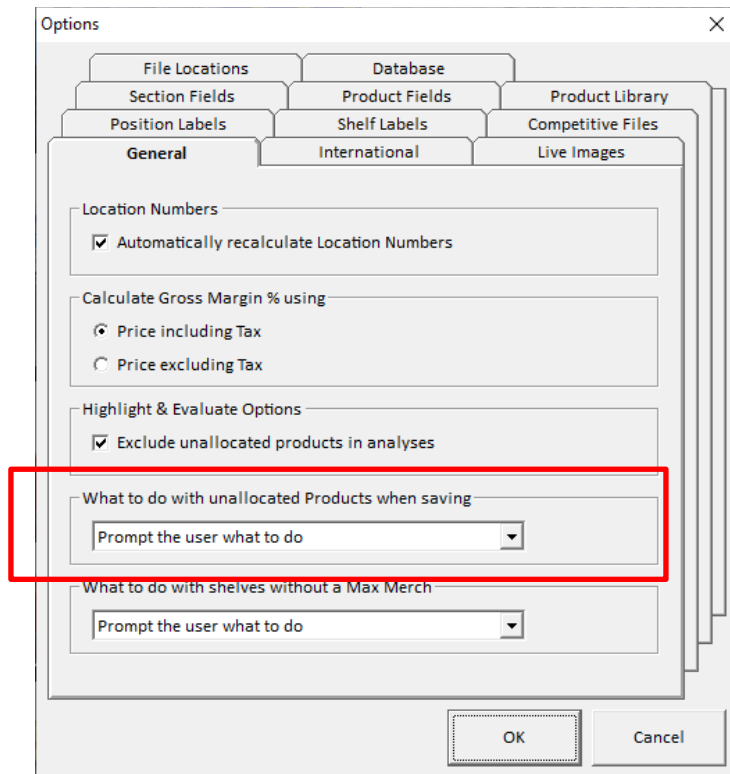 Options
File Locations
Database
Section Fields
Product Fields
Product Library
Position Labels
Shelf Labels
Competitive Files
General
International
Live Images
Location Numbers
Automatically recalculate Location Numbers
Calculate Gross Margin % using
Price including Tax
Price excluding Tax
Highlight & Evaluate Options
Exclude unallocated products in analyses
What to do with unallocated Products when saving
Prompt the user what to do
What to do with shelves without a Max Merch
Prompt the user what to do
OK
Cancel